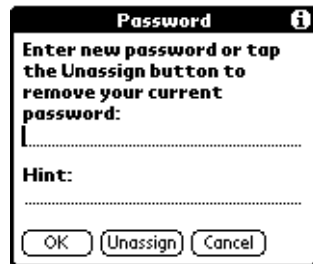 Password i
Enter new password or tap
the Unassign button to
remove your current
password:
Hint:
OK Unassign Cancel